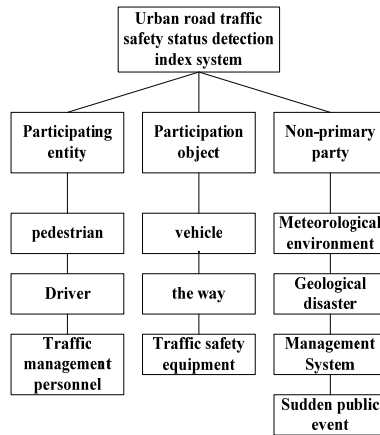 Urban road traffic
safety status detection
index system
Participating
entity
Participation
object
Non-primary
party
pedestrian
vehicle
Meteorological
environment
Driver
the way
Geological
disaster
Traffic
management
personnel
Traffic safety
equipment
Management
System
Sudden public
event